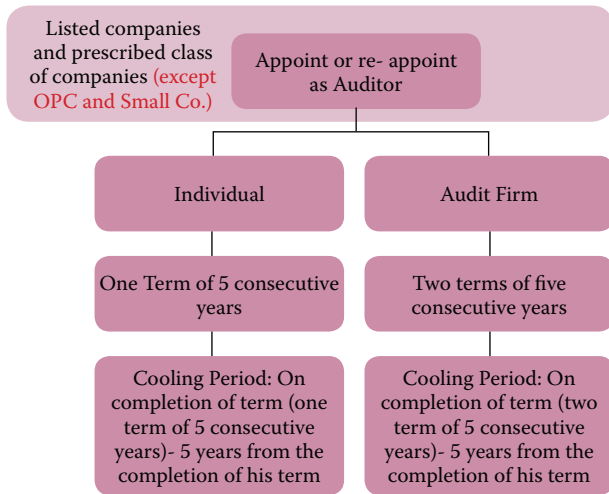 Listed companies
and prescribed class
of companies (except
OPC and Small Co.)
Appoint or re- appoint
as Auditor
Individual
Audit Firm
One Term of 5 consecutive
years
Two terms of five
consecutive years
Cooling Period: On
completion of term (one
term of 5 consecutive
years)- 5 years from the
completion of his term
Cooling Period: On
completion of term (two
term of 5 consecutive
years)- 5 years from the
completion of his term